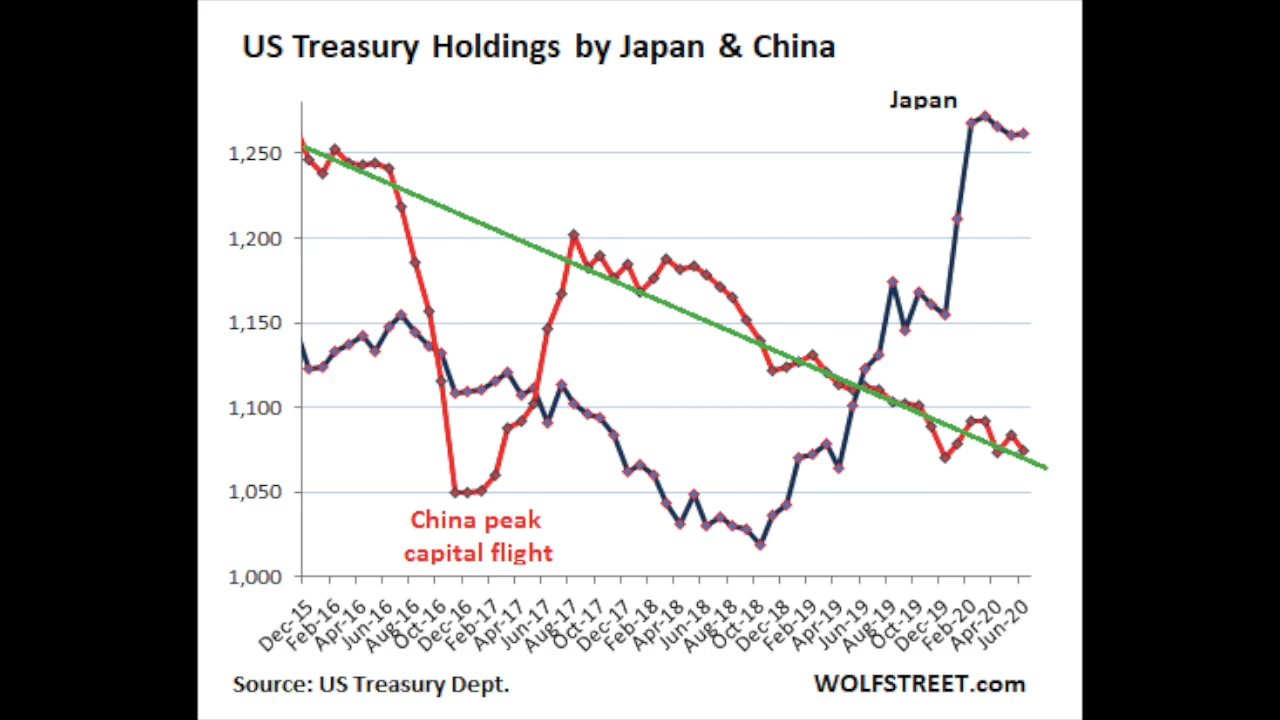 US Treasury Holdings by Japan & China
Japan
1,250
1,200
1,150
1,100
1,050
1,000
China peak
capital flight
Dec-15
Feb-16
Apr-16
Jun-16
Aug-16
Oct-16
Dec-16
Feb-17
Apr-17
Jun-17
Aug-17
Oct-17
Dec-17
Feb-18
Apr-18
Jun-18
Aug-18
Oct-18
Dec-18
Feb-19
Apr-19
Jun-19
Aug-19
Oct-19
Dec-19
Feb-20
Apr-20
Jun-20
Source: US Treasury Dept.
WOLFSTREET.com